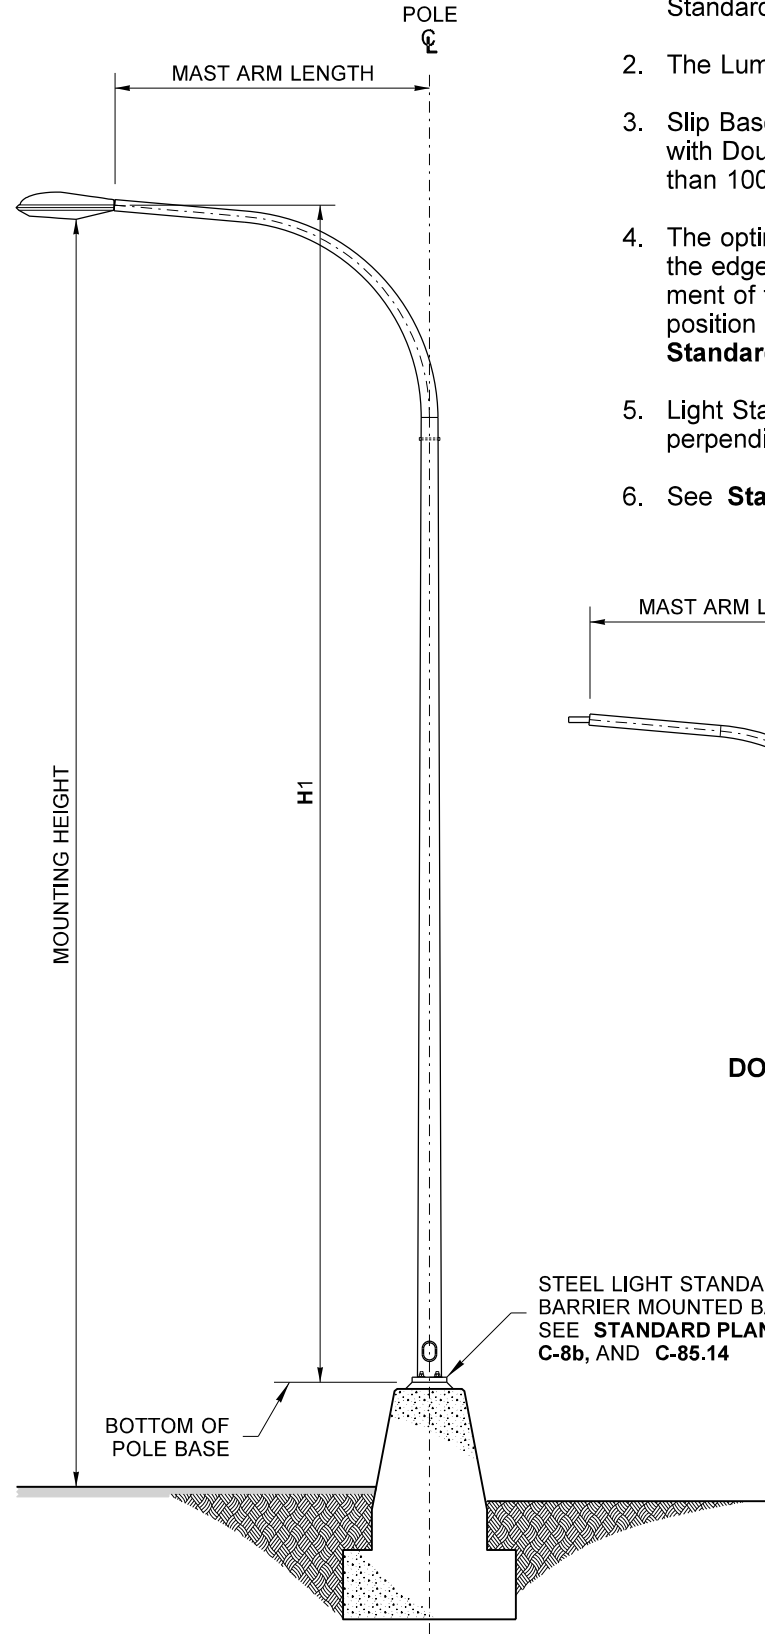 POLE
℄
MAST ARM LENGTH
Standard
2. The Lum
3. Slip Base
with Dou
than 100
4. The optim
the edge
ment of t
position
Standard
5. Light Sta
perpendi
6. See Sta
MAST ARM L
H1
MOUNTING HEIGHT
DO
STEEL LIGHT STANDA
BARRIER MOUNTED BA
SEE STANDARD PLAN
C-8b, AND C-85.14
BOTTOM OF
POLE BASE